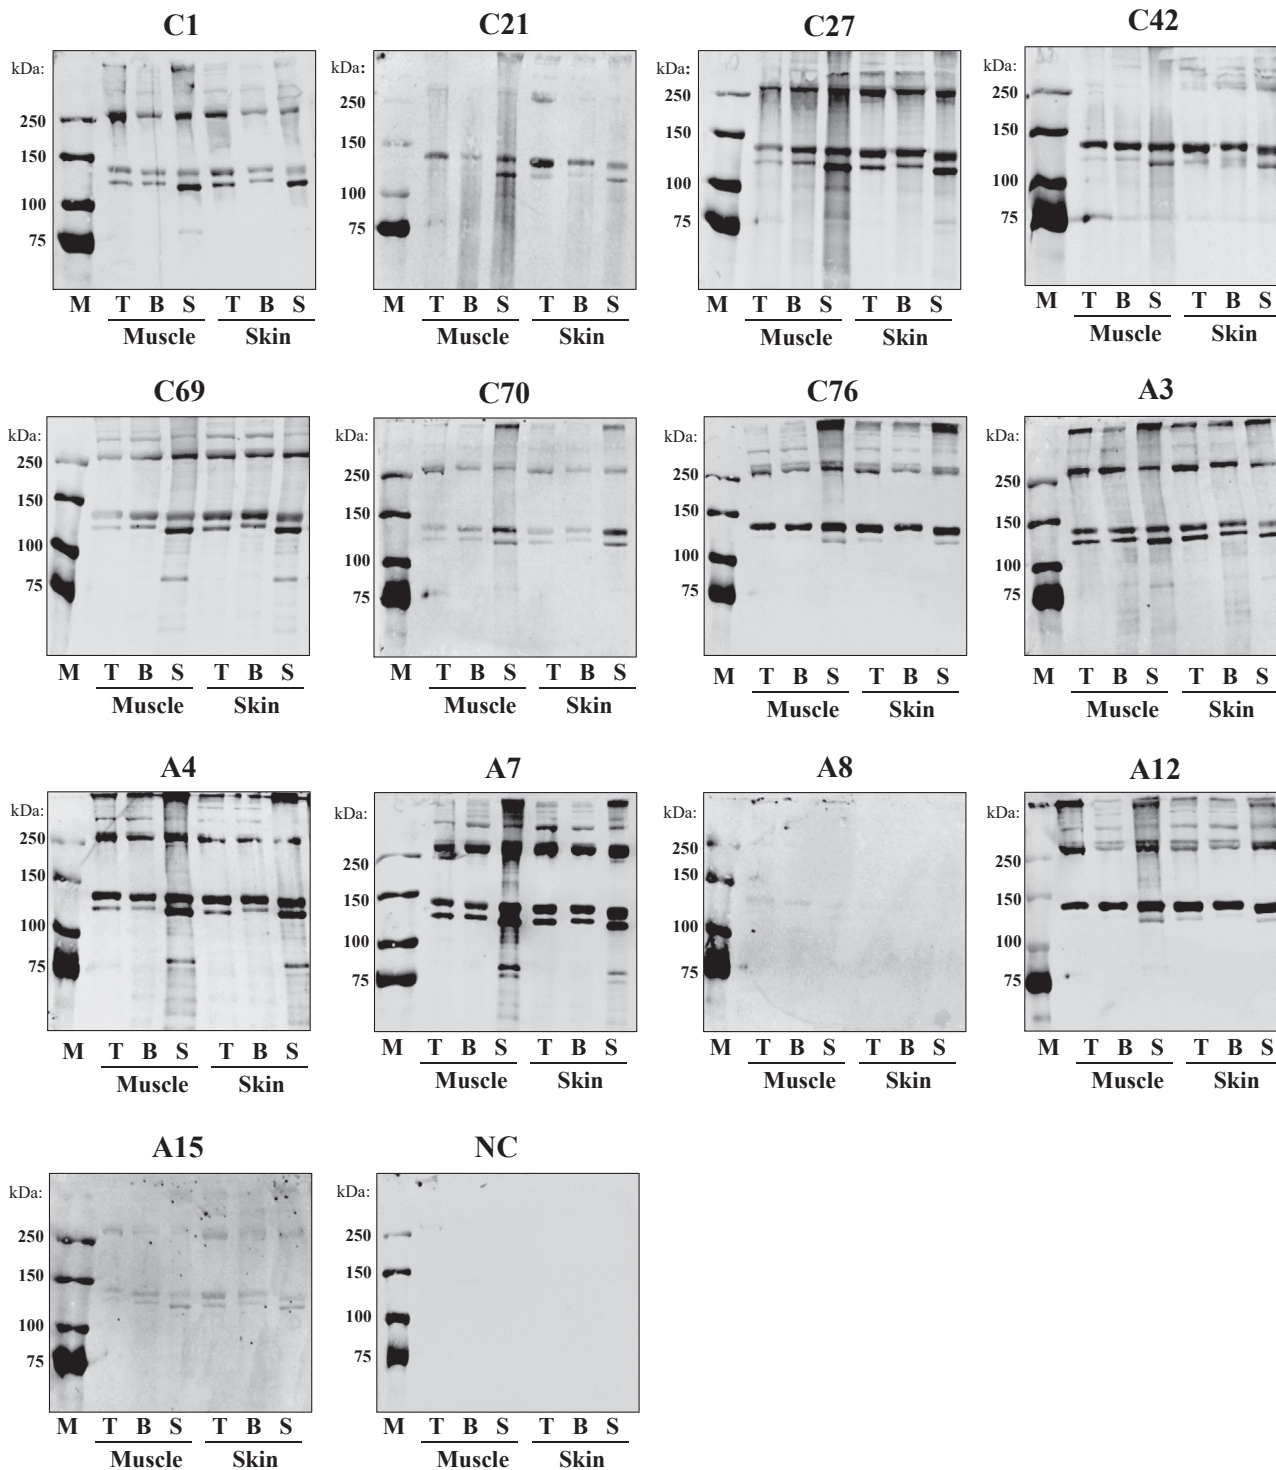 C1 C21 C27 C42
kDa: kDa: kDa: kDa:
250 250 250 250
150 150 150 150
100 100 100 100
75 75 75 75
M T B S T B S M T B S T B S M T B S T B S M T B S T B S
Muscle Skin Muscle Skin Muscle Skin Muscle Skin
C69 C70 C76 A3
kDa: kDa: kDa: kDa:
250 250 250 250
150 150 150 150
100 100 100 100
75 75 75 75
M T B S T B S M T B S T B S M T B S T B S M T B S T B S
Muscle Skin Muscle Skin Muscle Skin Muscle Skin
A4 A7 A8 A12
kDa: kDa: kDa: kDa:
250 250 250 250
150 150 150 150
100 100 100 100
75 75 75 75
M T B S T B S M T B S T B S M T B S T B S M T B S T B S
Muscle Skin Muscle Skin Muscle Skin Muscle Skin
A15 NC
kDa: kDa:
250 250
150 150
100 100
75 75
M T B S T B S M T B S T B S
Muscle Skin Muscle Skin